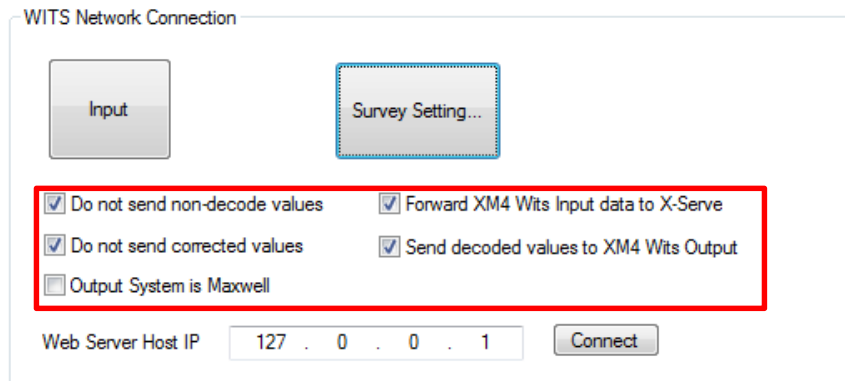 WITS Network Connection
Input
Survey Setting...
Do not send non-decode values
Forward XM4 Wits Input data to X-Serve
Do not send corrected values
Send decoded values to XM4 Wits Output
Output System is Maxwell
Web Server Host IP 127 . 0 . 0 . 1 Connect